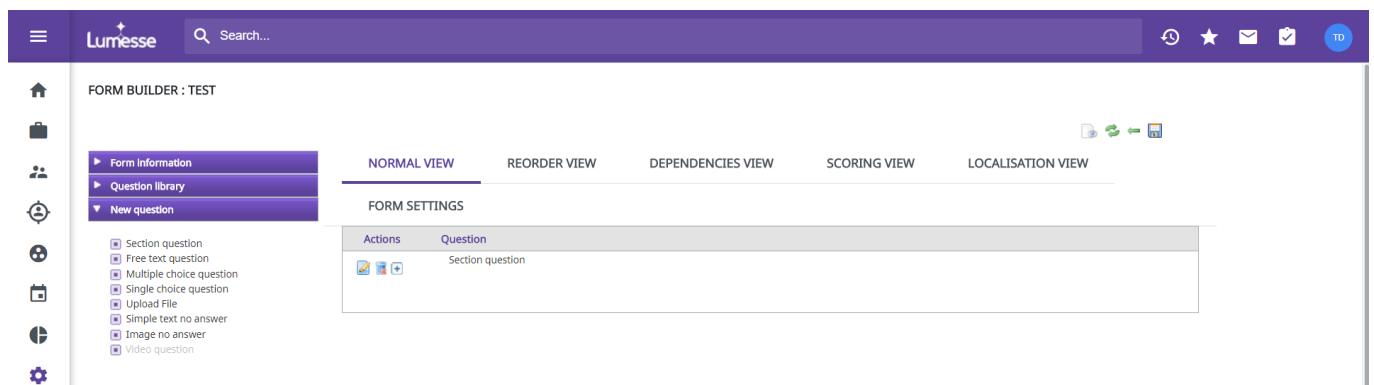 Lumesse
Search...
TD
FORM BUILDER : TEST
Form information
Question library
New question
Section question
Free text question
Multiple choice question
Single choice question
Upload File
Simple text no answer
Image no answer
Video question
NORMAL VIEW REORDER VIEW DEPENDENCIES VIEW SCORING VIEW LOCALISATION VIEW
FORM SETTINGS
Actions Question
Section question